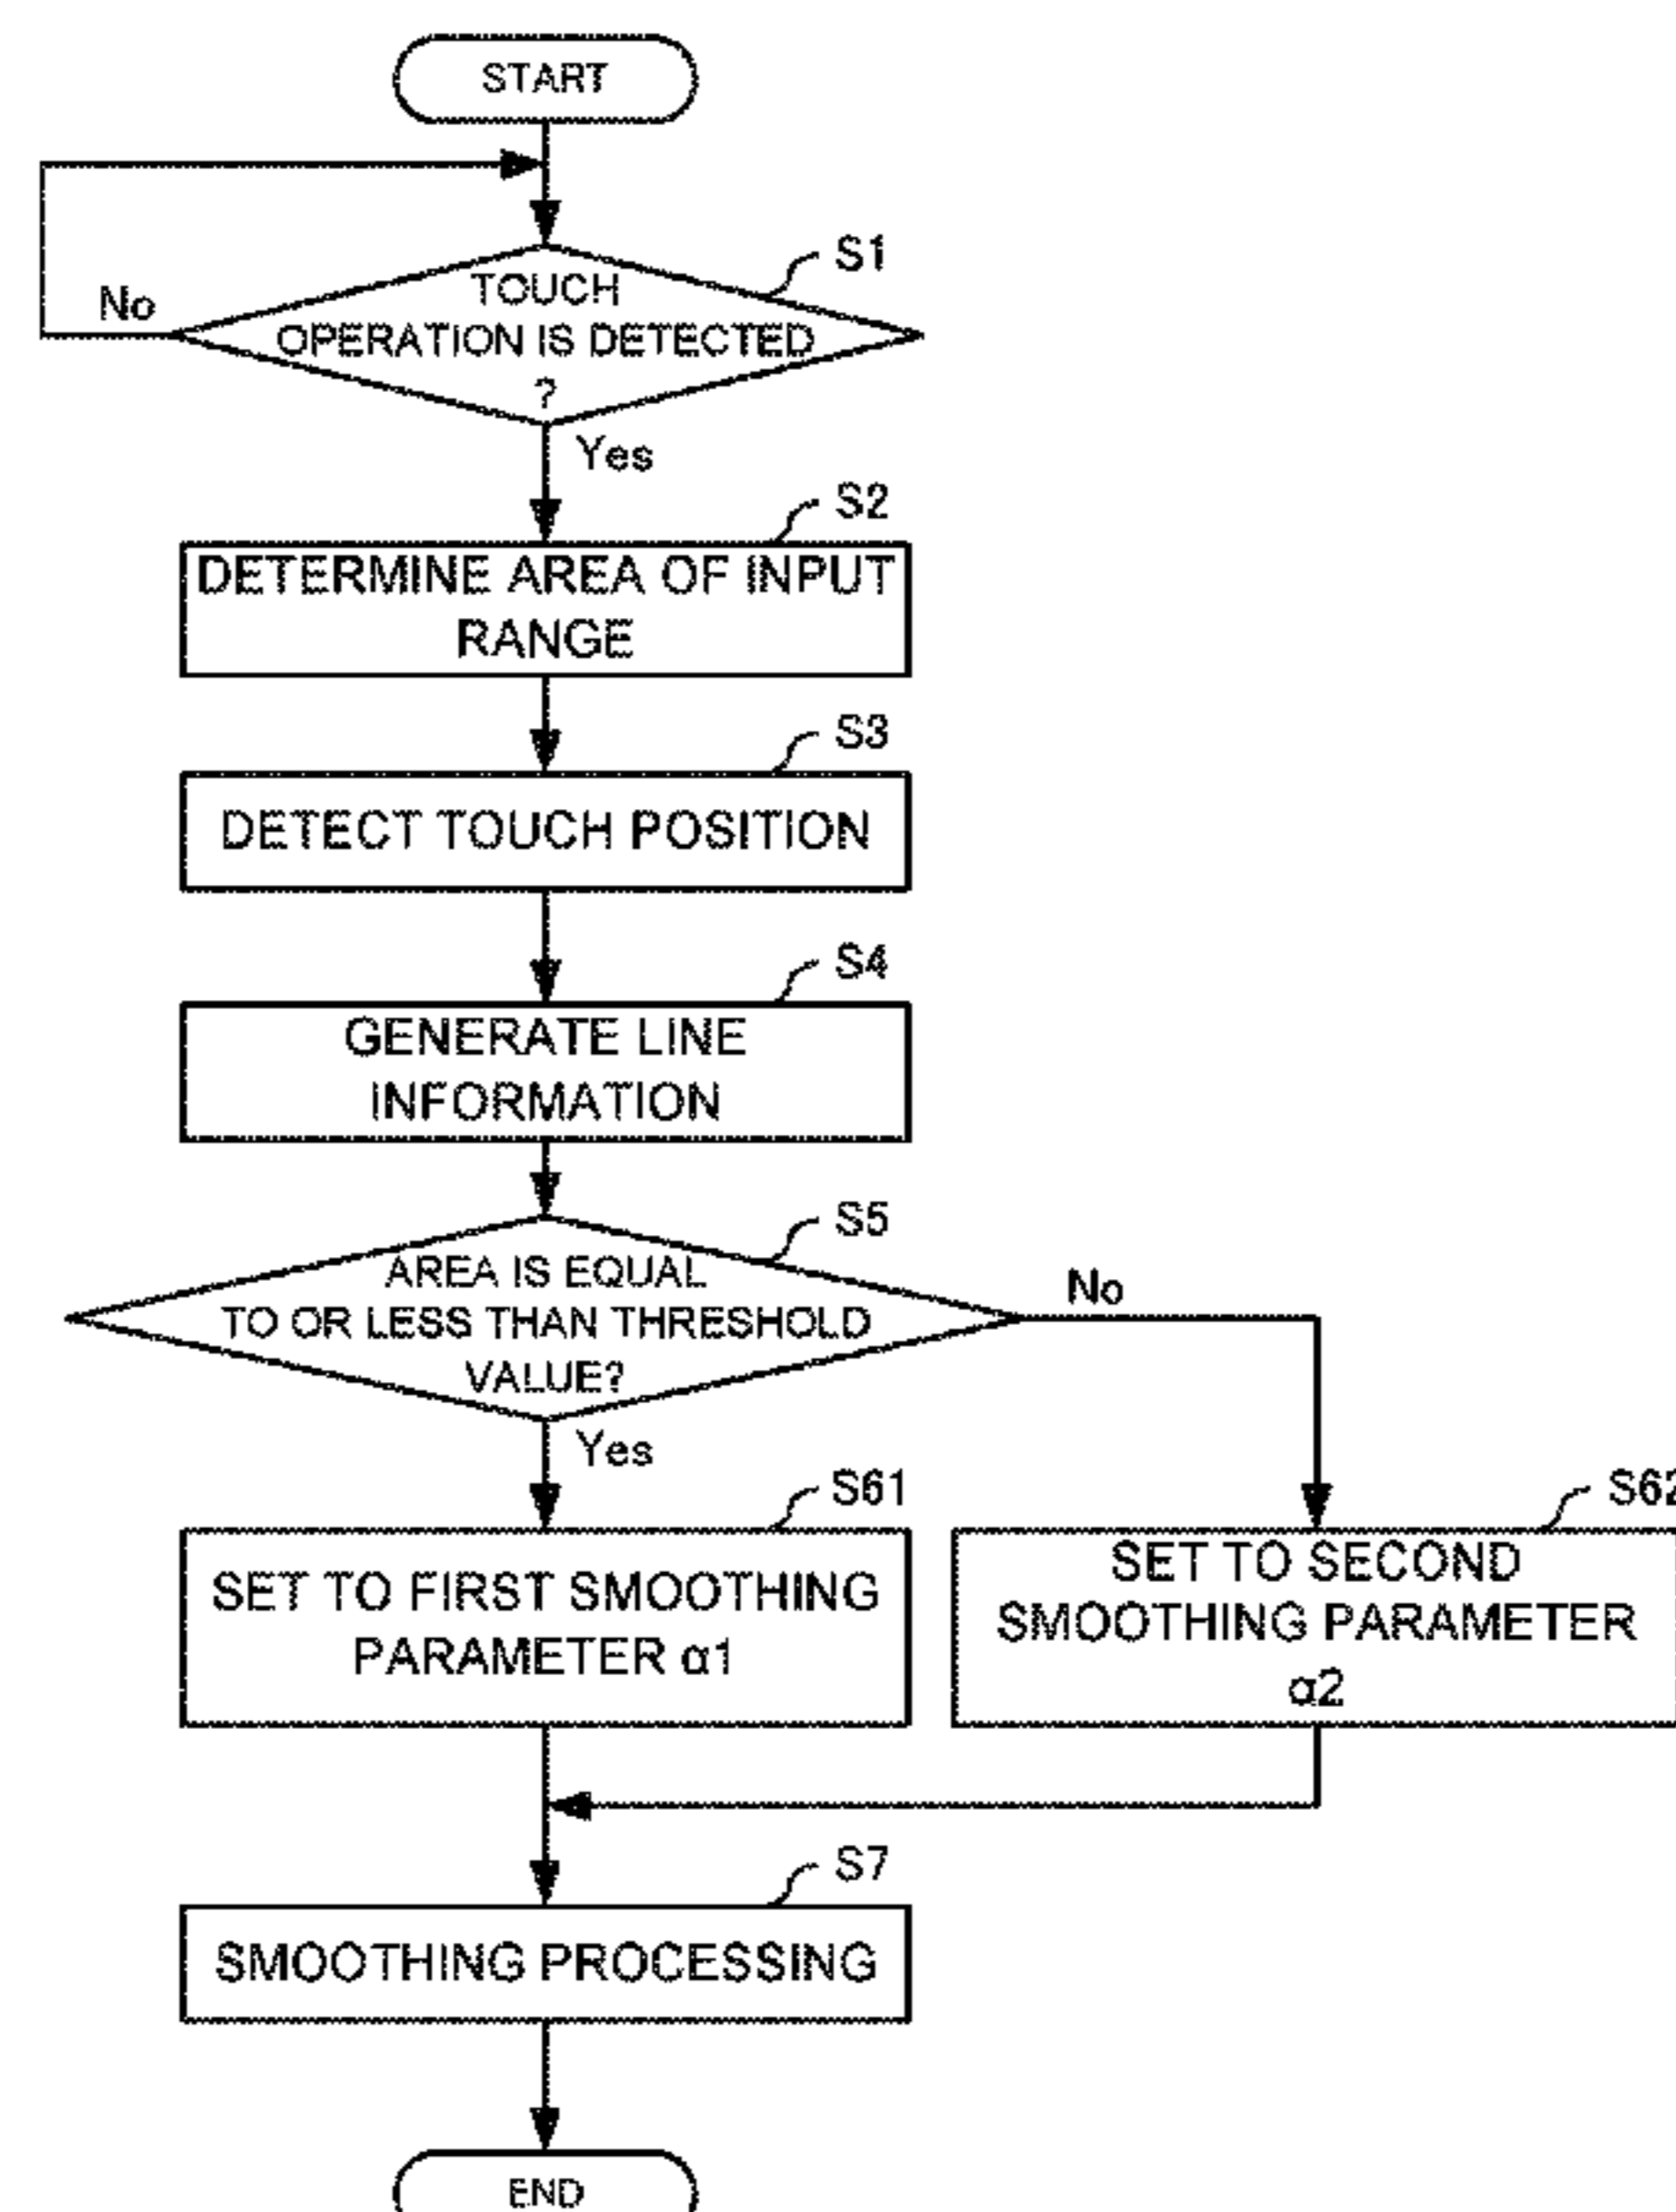 START
S1
TOUCH
No
OPERATION IS DETECTED
?
Yes
S2
DETERMINE AREA OF INPUT
RANGE
S3
DETECT TOUCH POSITION
S4
GENERATE LINE
INFORMATION
S5
AREA IS EQUAL
No
TO OR LESS THAN THRESHOLD
VALUE?
Yes
S61
S62
SET TO FIRST SMOOTHING
PARAMETER α1
SET TO SECOND
SMOOTHING PARAMETER
α2
S7
SMOOTHING PROCESSING
END